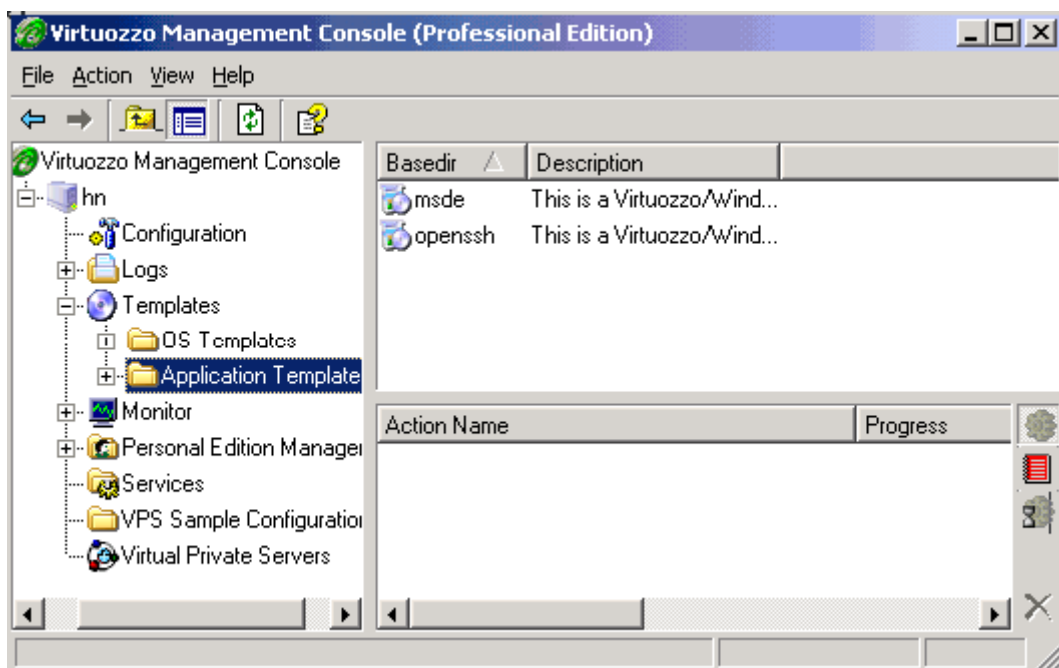 Virtuozzo Management Console (Professional Edition)
File Action View Help
Virtuozzo Management Console
hn
Configuration
Logs
Templates
OS Templates
Application Template
Monitor
Personal Edition Manager
Services
VPS Sample Configuration
Virtual Private Servers
Basedir Description
msde This is a Virtuozzo/Wind...
openssh This is a Virtuozzo/Wind...
Action Name Progress